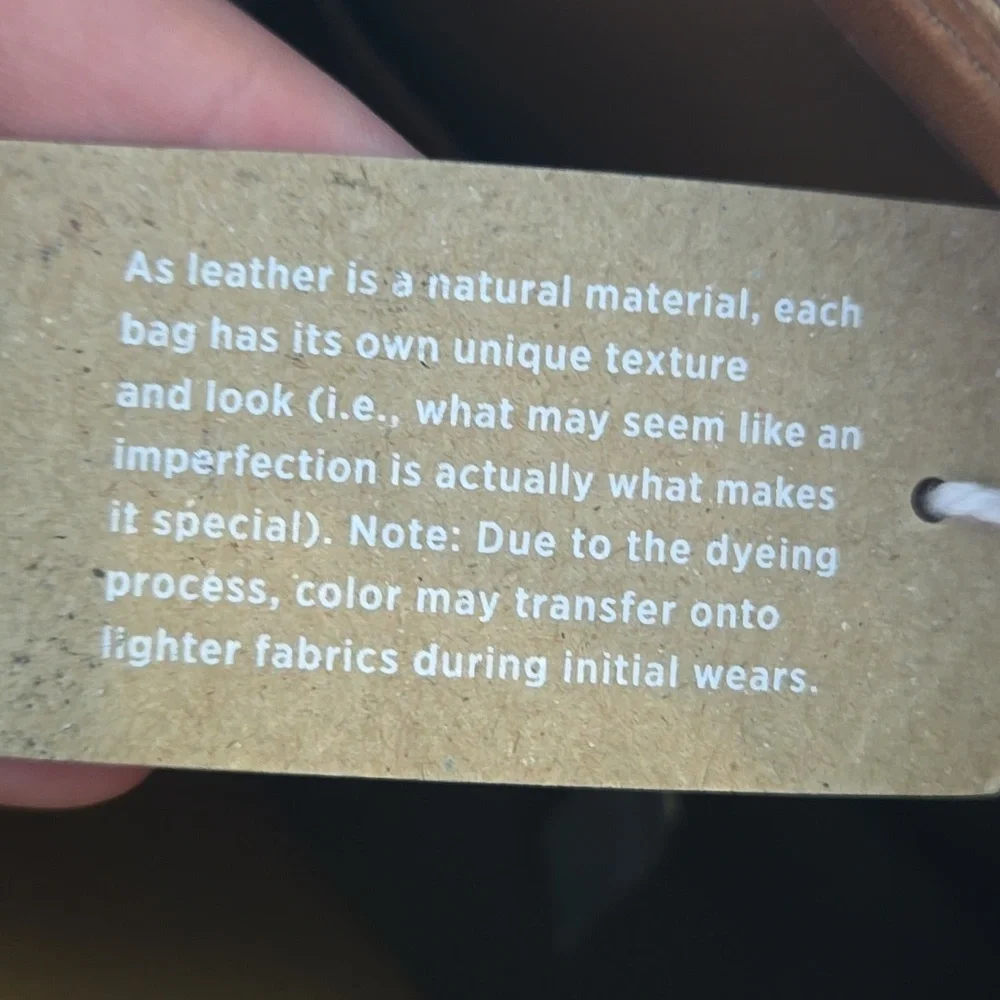 As leather is a natural material, each
bag has its own unique texture
and look (i.e., what may seem like an
imperfection is actually what makes
it special). Note: Due to the dyeing
process, color may transfer onto
lighter fabrics during initial wears.